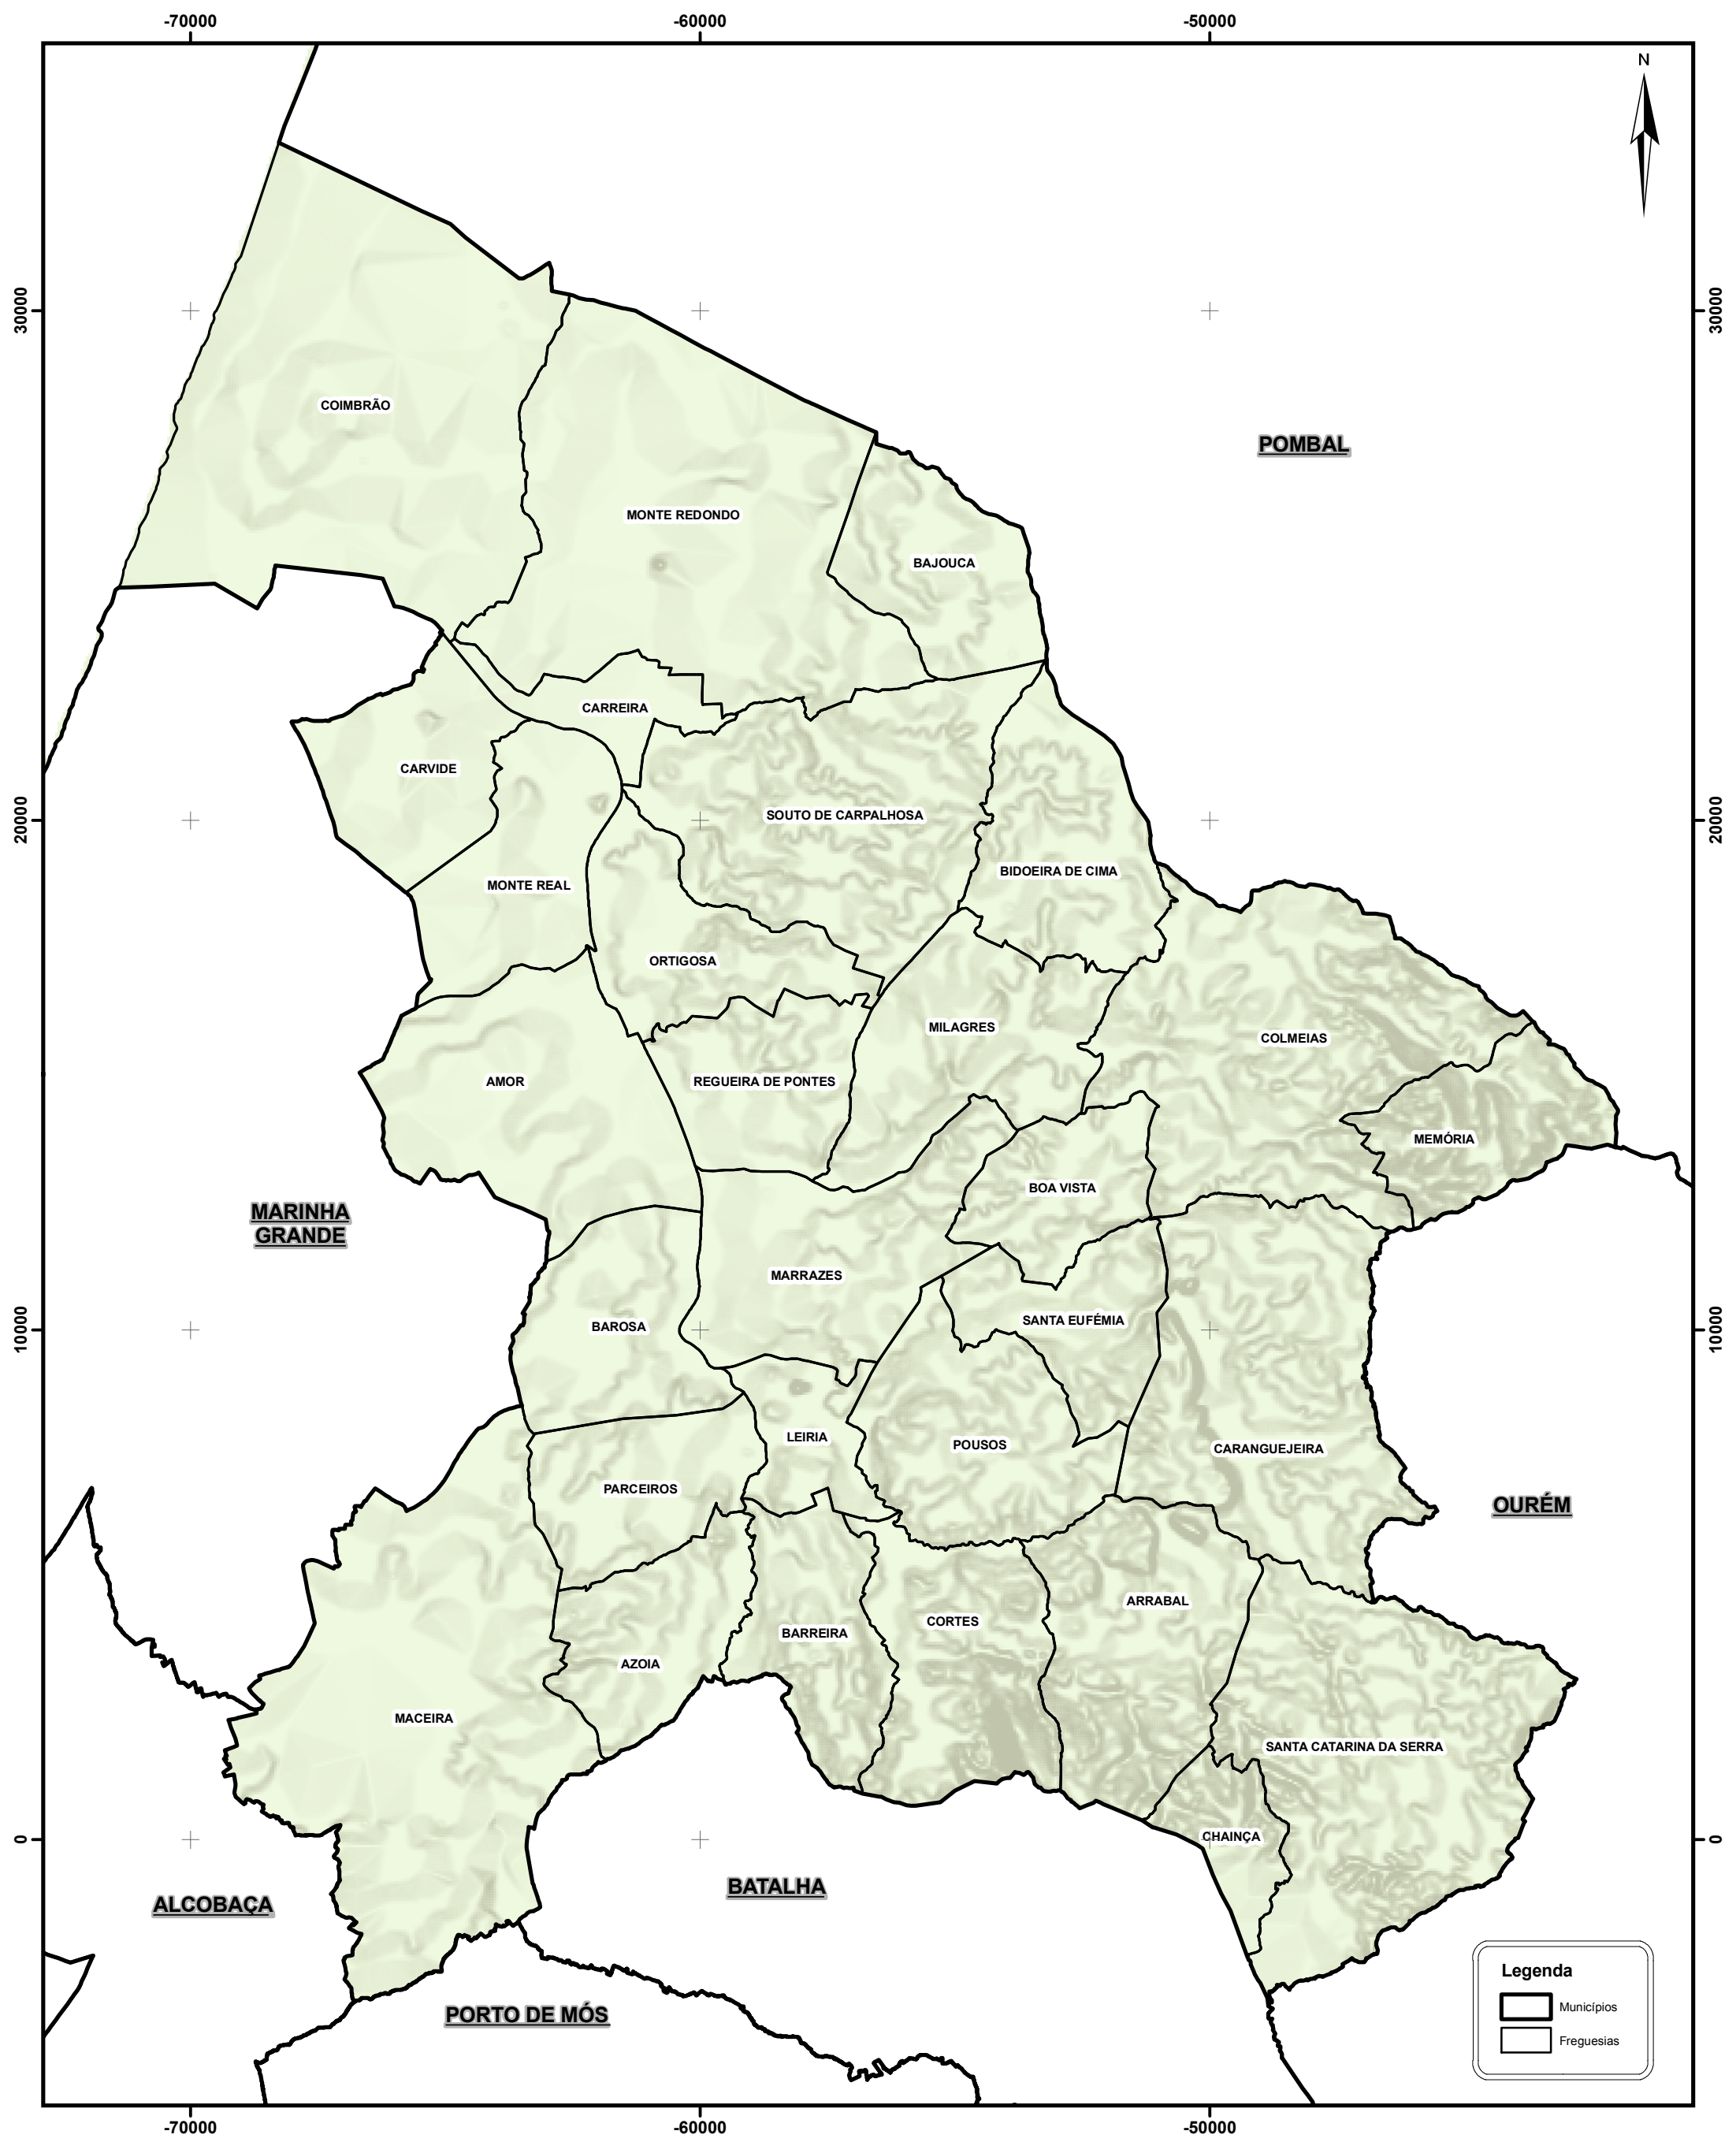 -70000
-60000
-50000
N
30000
30000
COIMBRÃO
POMBAL
MONTE REDONDO
BAJOUCA
CARREIRA
CARVIDE
20000
20000
SOUTO DE CARPALHOSA
BIDOEIRA DE CIMA
MONTE REAL
ORTIGOSA
MILAGRES
COLMEIAS
AMOR
REGUEIRA DE PONTES
MEMÓRIA
BOA VISTA
MARINHA
GRANDE
MARRAZES
SANTA EUFÉMIA
BAROSA
10000
10000
LEIRIA
POUSOS
CARANGUEJEIRA
PARCEIROS
OURÉM
ARRABAL
CORTES
BARREIRA
AZOIA
MACEIRA
SANTA CATARINA DA SERRA
CHAINÇA
0
0
BATALHA
ALCOBAÇA
PORTO DE MÓS
Legenda
Municípios
Freguesias
-70000
-60000
-50000